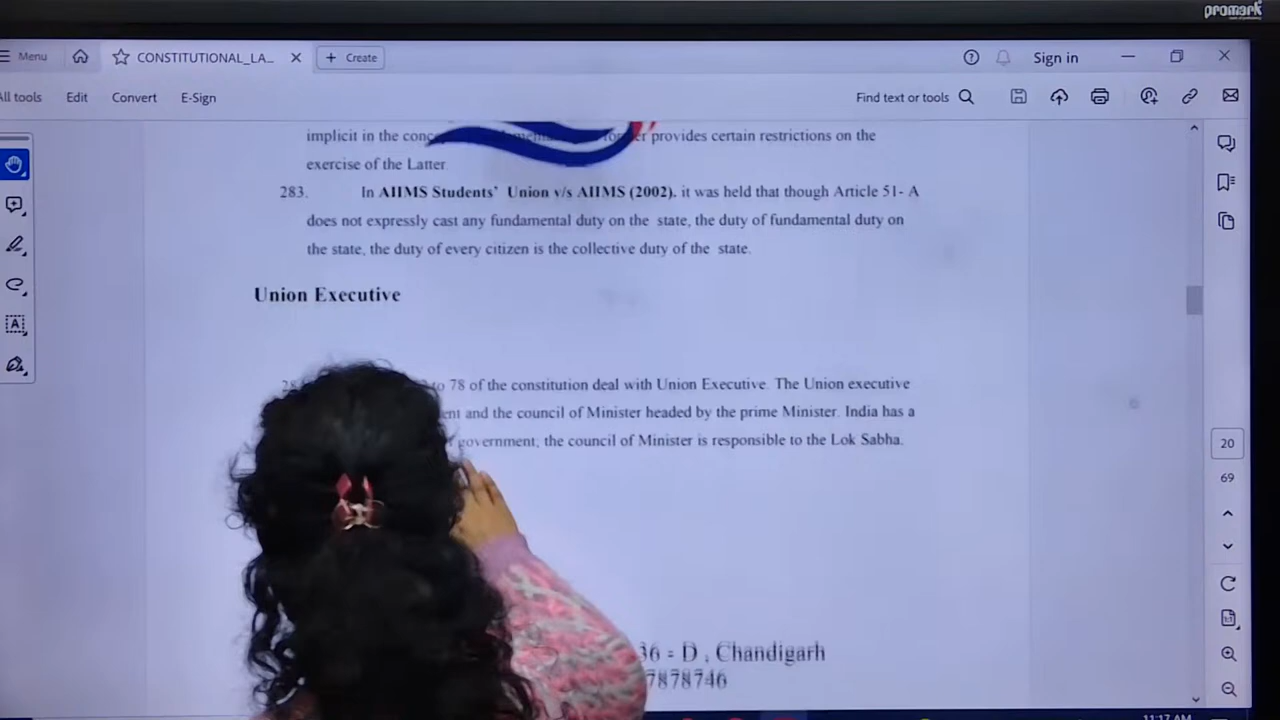 promark
Menu
CONSTITUTIONAL_LA...
Create
Sign in
All tools
Edit
Convert
E-Sign
Find text or tools
implicit in the provides certain restrictions on the
exercise of the Latter.
283. In AIIMS Students' Union v/s AIIMS (2002), it was held that though Article 51- A
does not expressly cast any fundamental duty on the state, the duty of fundamental duty on
the state, the duty of every citizen is the collective duty of the state.
Union Executive
to 78 of the constitution deal with Union Executive. The Union executive
and the council of Minister headed by the prime Minister. India has a
government, the council of Minister is responsible to the Lok Sabha.
20
69
36 = D , Chandigarh
7878746
11:17 AM